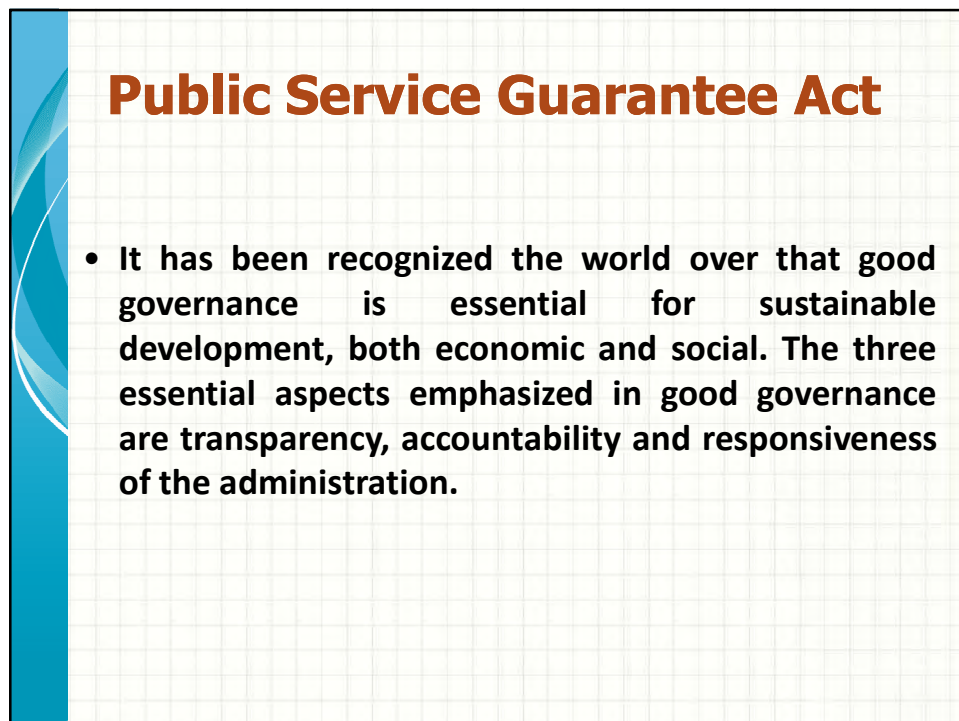 Public Service Guarantee Act
• It has been recognized the world over that good
governance is essential for sustainable
development, both economic and social. The three
essential aspects emphasized in good governance
are transparency, accountability and responsiveness
of the administration.